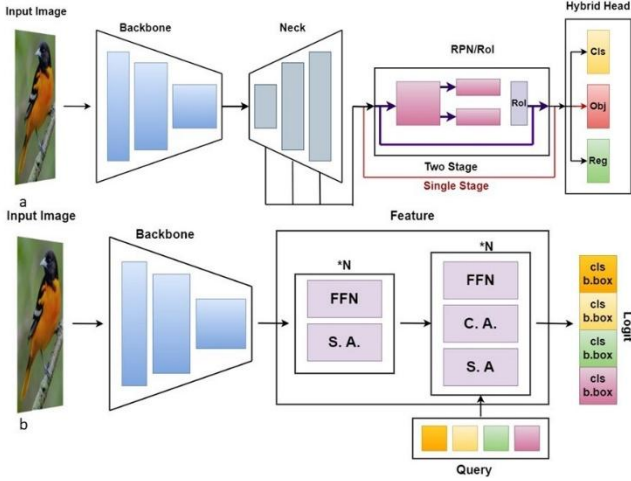 Input Image
Backbone
Neck
RPN/RoI
Hybrid Head
Cls
Obj
Reg
RoI
Two Stage
Single Stage
a
Input Image
Backbone
Feature
*N
FFN
S. A.
*N
FFN
C. A.
S. A
cls
b.box
cls
b.box
cls
b.box
cls
b.box
Logit
b
Query